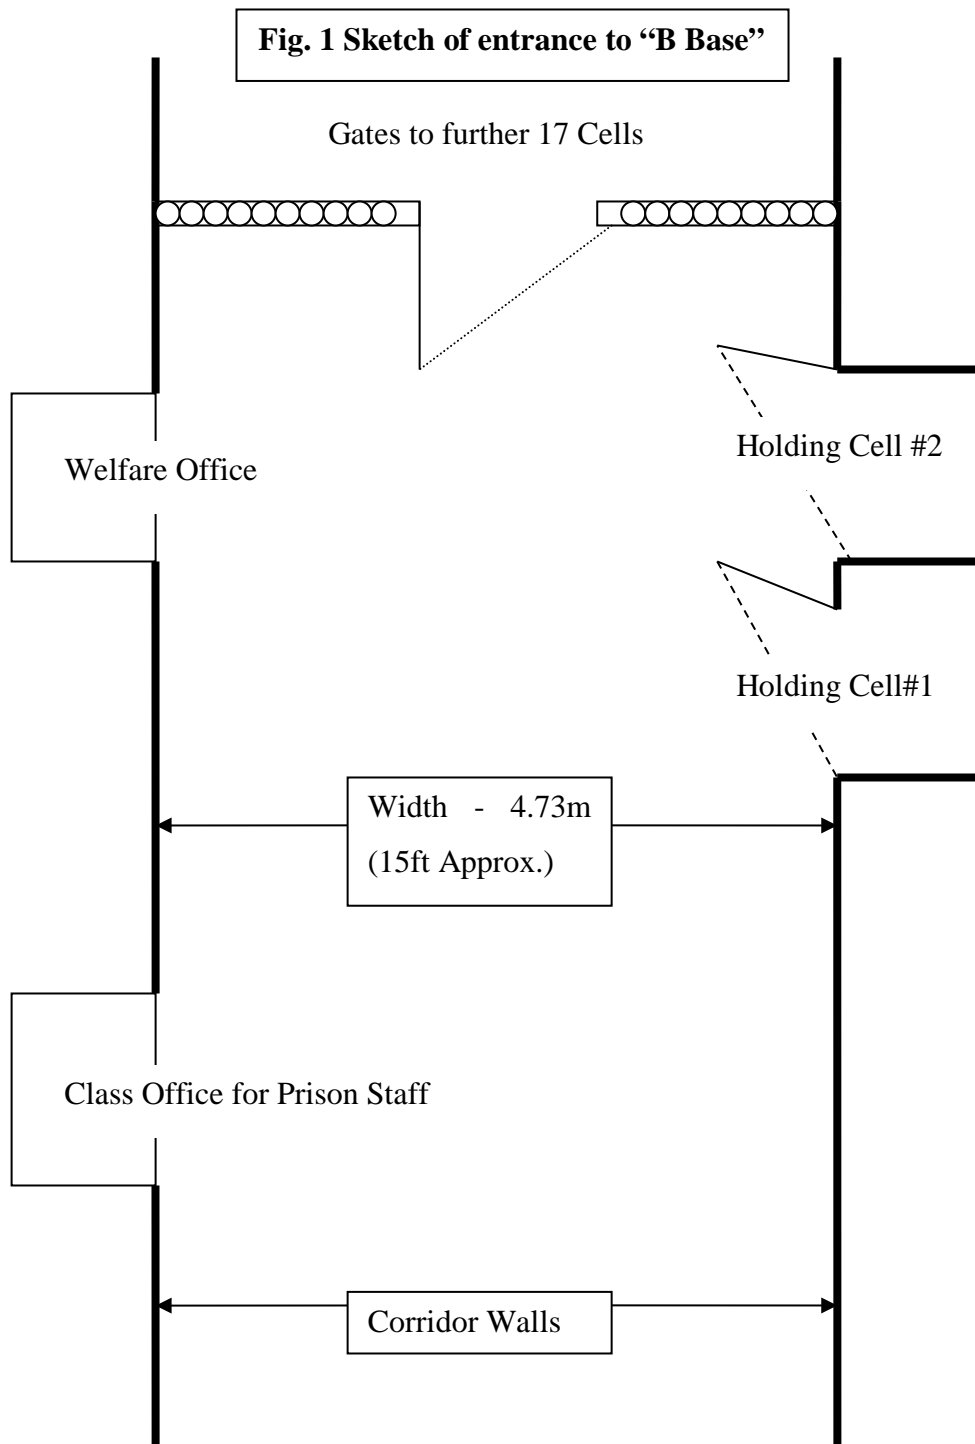 Fig. 1 Sketch of entrance to “B Base”
Gates to further 17 Cells
Holding Cell #2
Welfare Office
Holding Cell#1
Width - 4.73m
(15ft Approx.)
Class Office for Prison Staff
Corridor Walls